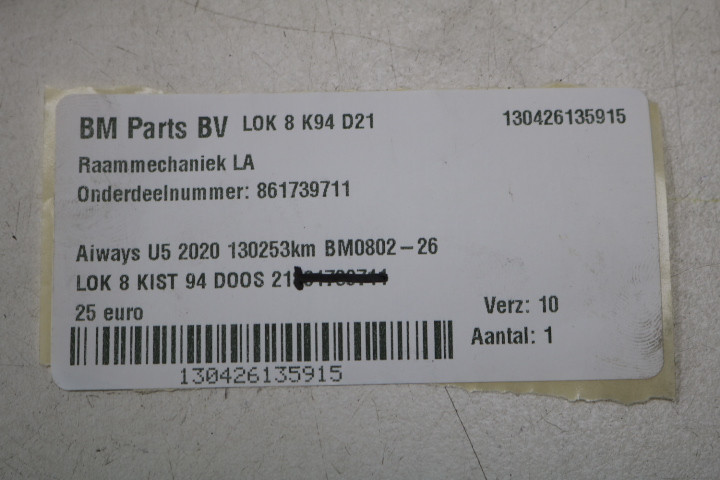 BM Parts BV LOK 8 K94 D21 130426135915
Raammechaniek LA
Onderdeelnummer: 861739711
Aiways U5 2020 130253km BM0802-26
LOK 8 KIST 94 DOOS 21
25 euro Verz: 10
Aantal: 1
130426135915